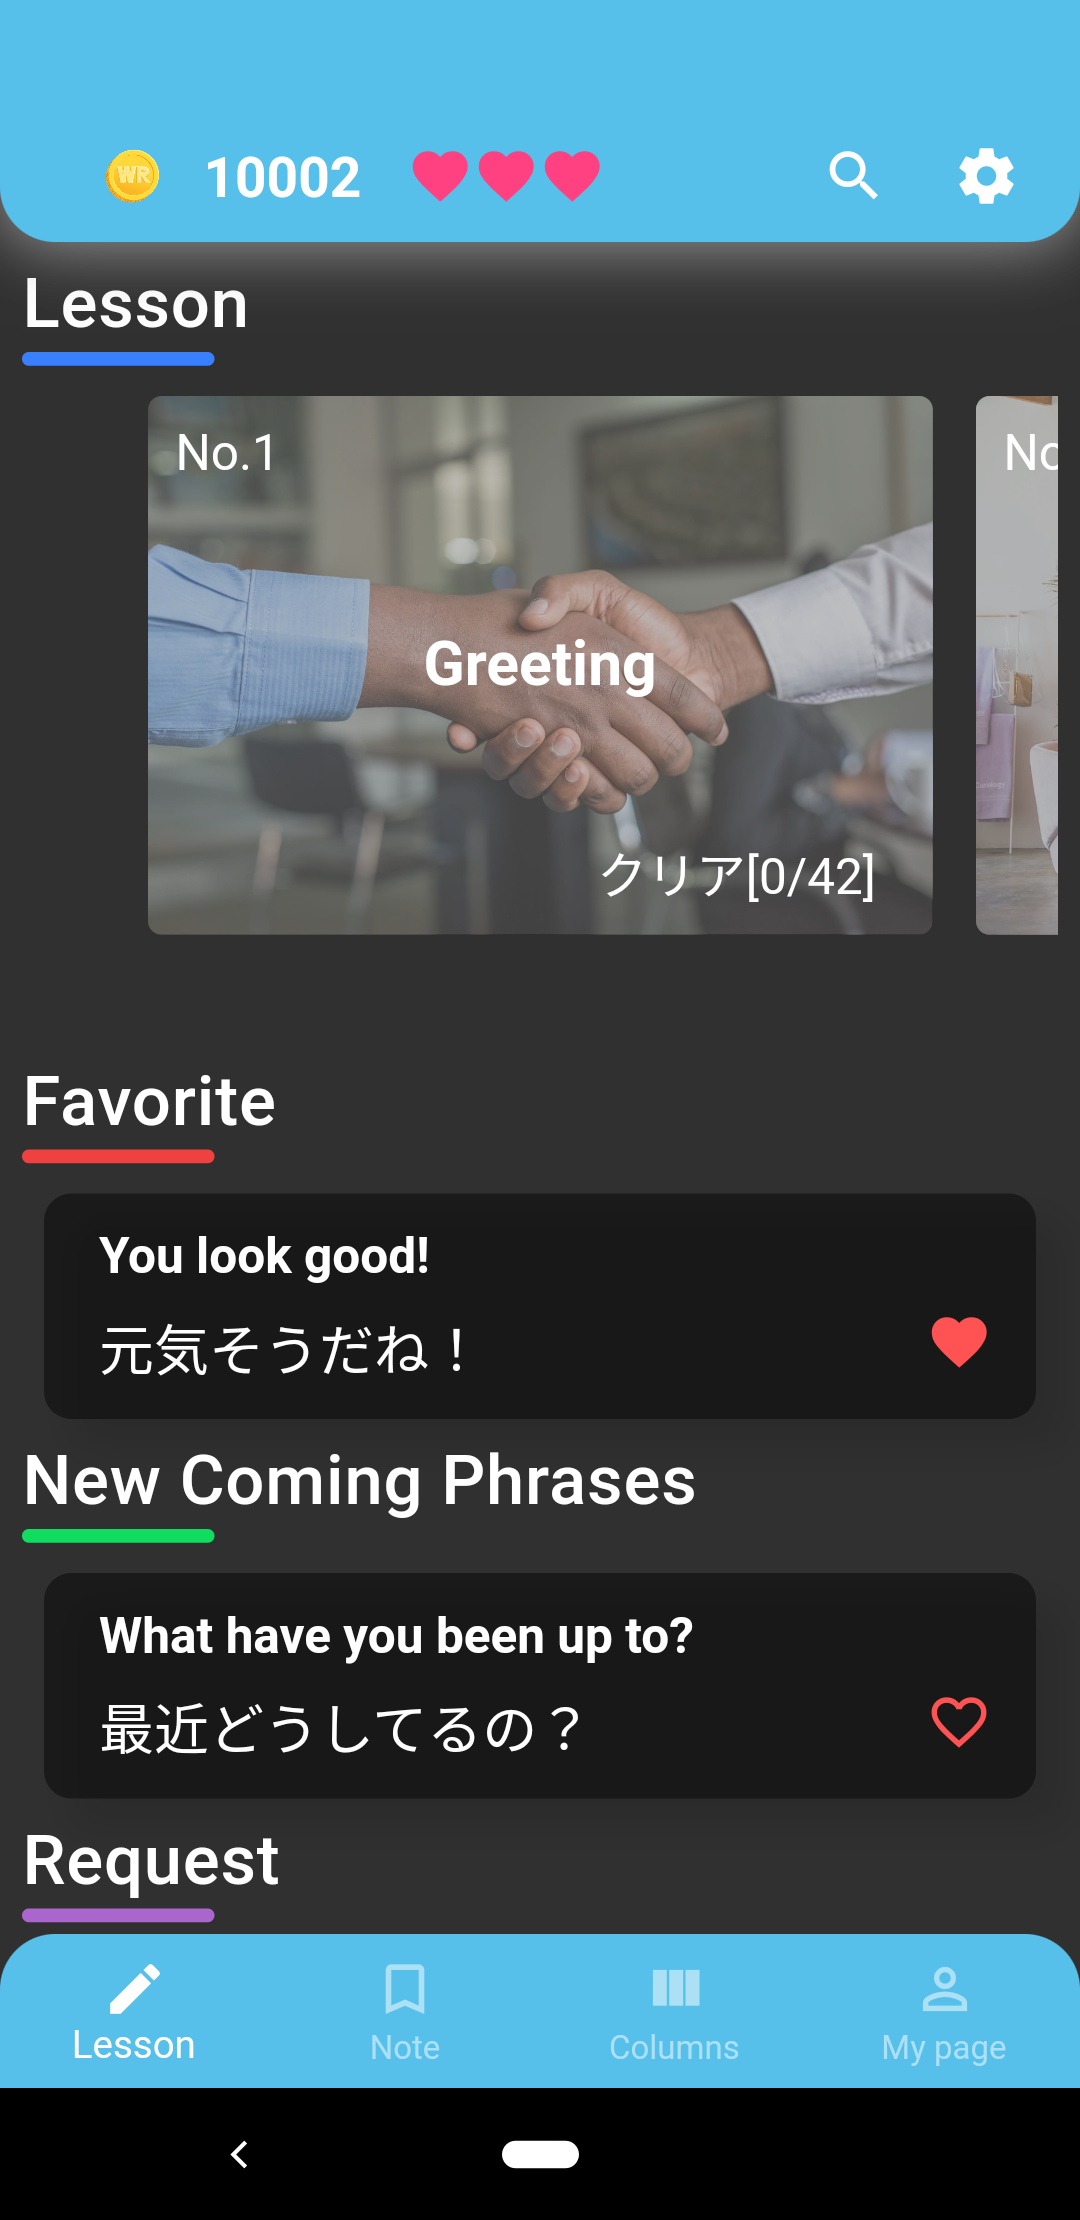 WR
10002
Lesson
No.1
No
Greeting
クリア[0/42]
Favorite
You look good!
元気そうだね！
New Coming Phrases
What have you been up to?
最近どうしてるの？
Request
Lesson
Note
Columns
My page